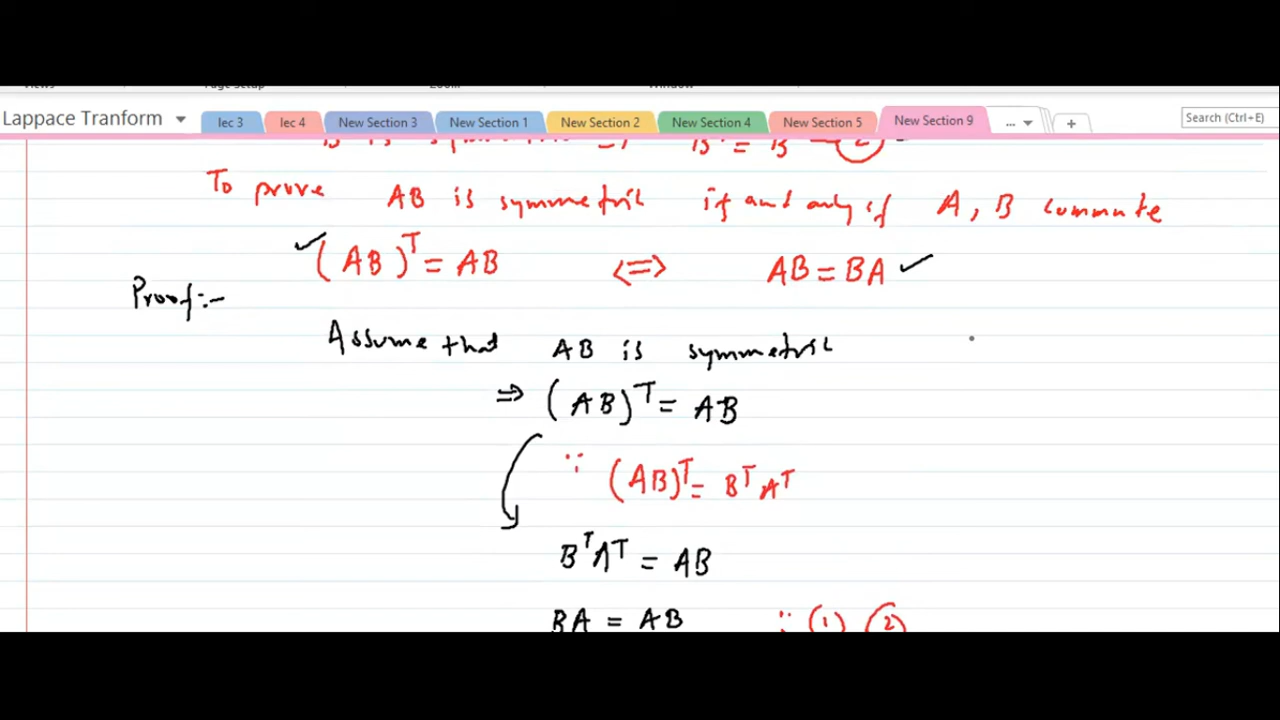 Lappace Tranform
lec 3
lec 4
New Section 3
New Section 1
New Section 2
New Section 4
New Section 5
New Section 9
...
+
Search (Ctrl+E)
To prove AB is symmetric if and only if A, B commute
(AB)ᵀ = AB <=> AB = BA
Proof:-
Assume that AB is symmetric
⇒ (AB)ᵀ = AB
∵ (AB)ᵀ = BᵀAᵀ
BᵀAᵀ = AB
BA = AB ∵ (1) (2)